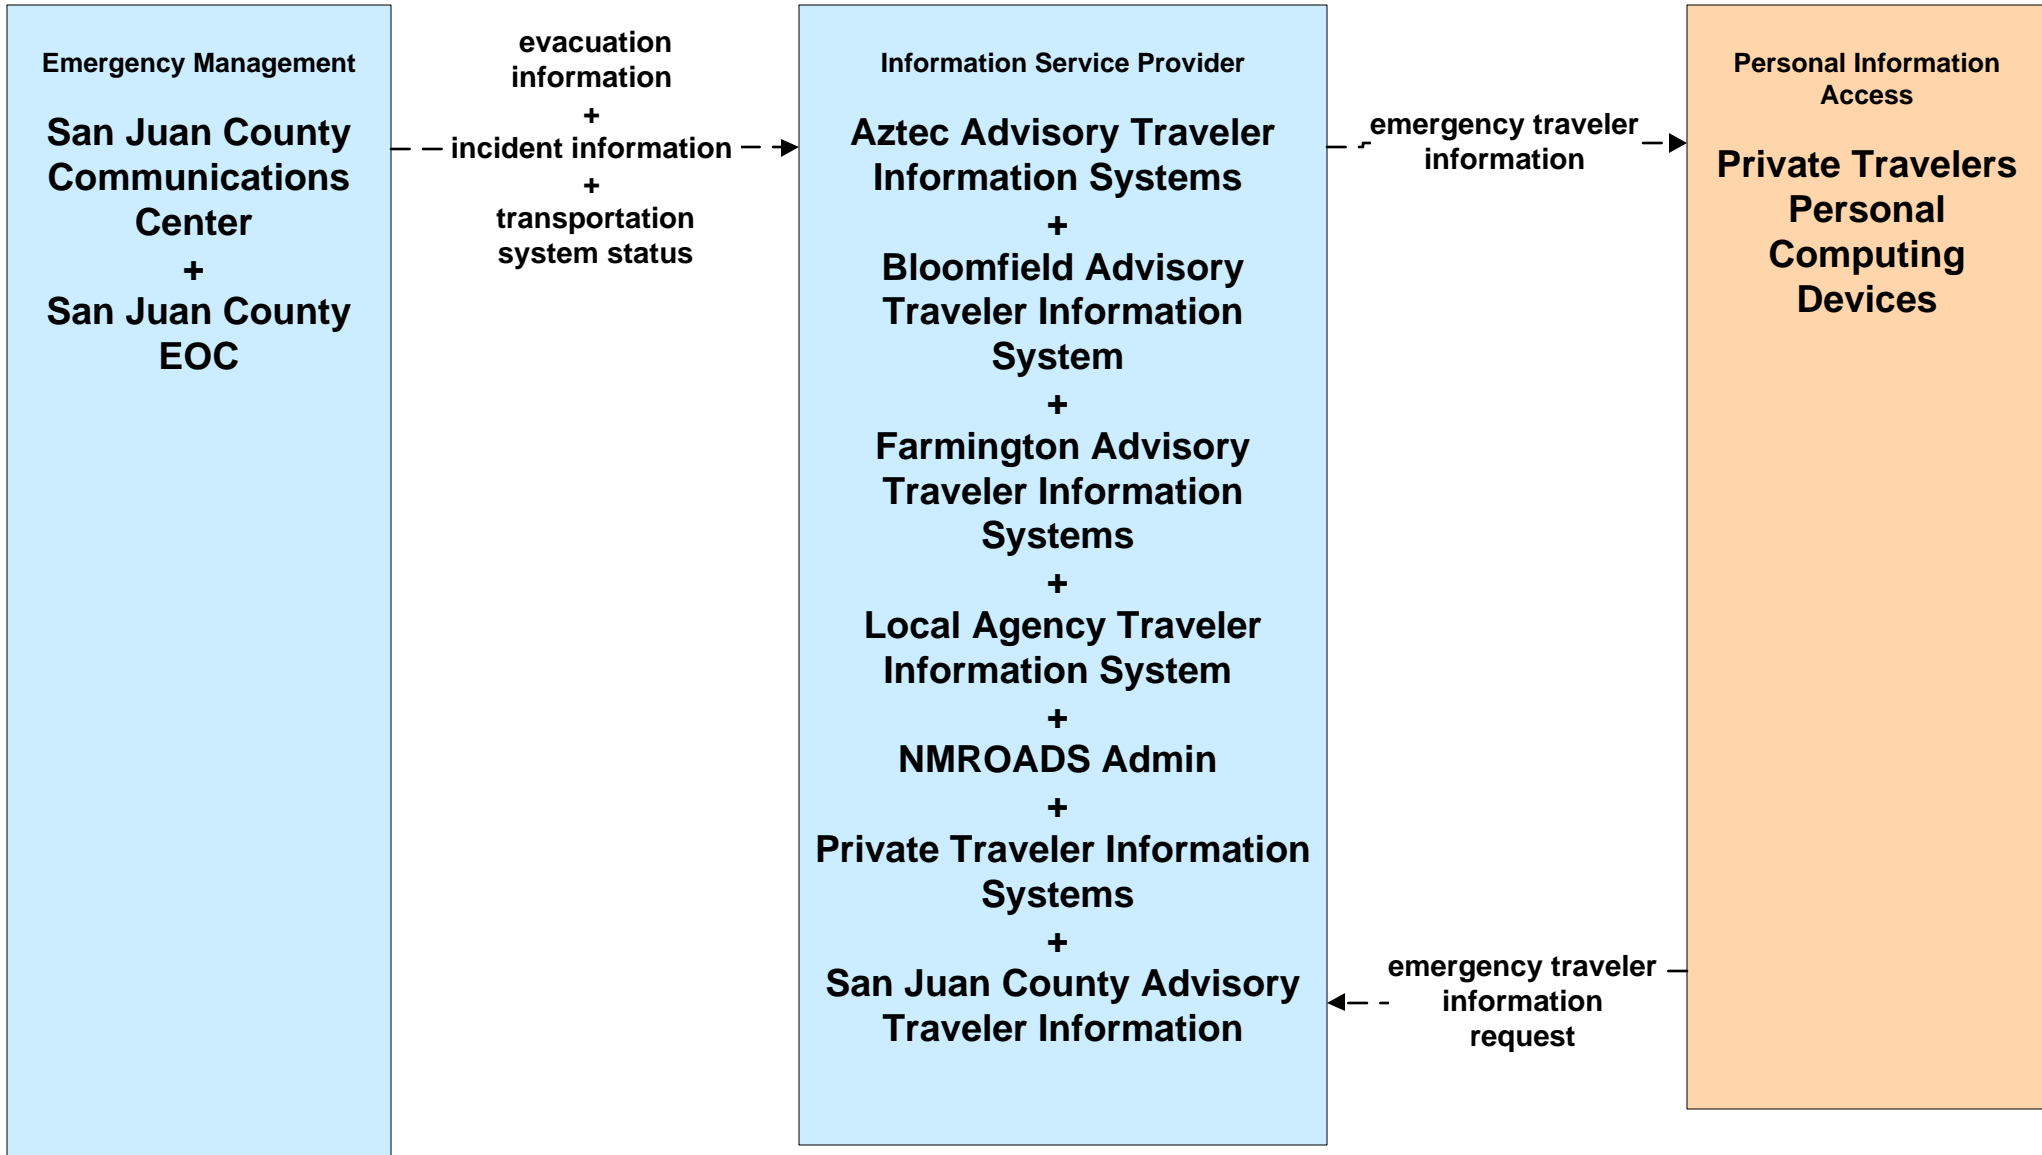 Emergency Management
San Juan County
Communications
Center
+
San Juan County
EOC
evacuation
information
+
incident information
+
transportation
system status
Information Service Provider
Aztec Advisory Traveler
Information Systems
+
Bloomfield Advisory
Traveler Information
System
+
Farmington Advisory
Traveler Information
Systems
+
Local Agency Traveler
Information System
+
NMROADS Admin
+
Private Traveler Information
Systems
+
San Juan County Advisory
Traveler Information
emergency traveler
information
emergency traveler
information
request
Personal Information
Access
Private Travelers
Personal
Computing
Devices